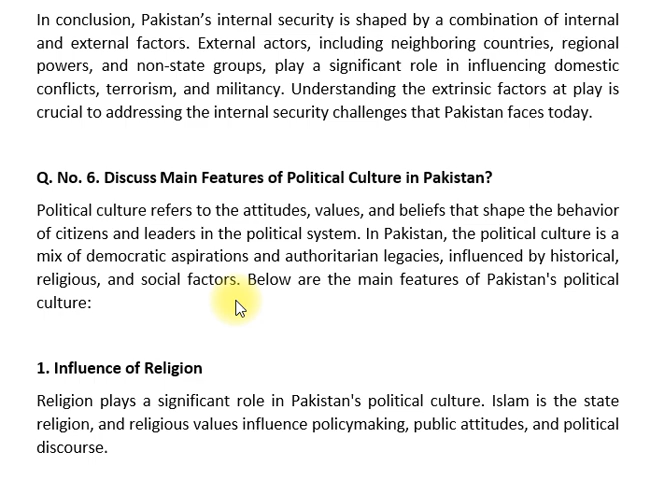 In conclusion, Pakistan’s internal security is shaped by a combination of internal
and external factors. External actors, including neighboring countries, regional
powers, and non-state groups, play a significant role in influencing domestic
conflicts, terrorism, and militancy. Understanding the extrinsic factors at play is
crucial to addressing the internal security challenges that Pakistan faces today.
Q. No. 6. Discuss Main Features of Political Culture in Pakistan?
Political culture refers to the attitudes, values, and beliefs that shape the behavior
of citizens and leaders in the political system. In Pakistan, the political culture is a
mix of democratic aspirations and authoritarian legacies, influenced by historical,
religious, and social factors. Below are the main features of Pakistan's political
culture:
1. Influence of Religion
Religion plays a significant role in Pakistan's political culture. Islam is the state
religion, and religious values influence policymaking, public attitudes, and political
discourse.